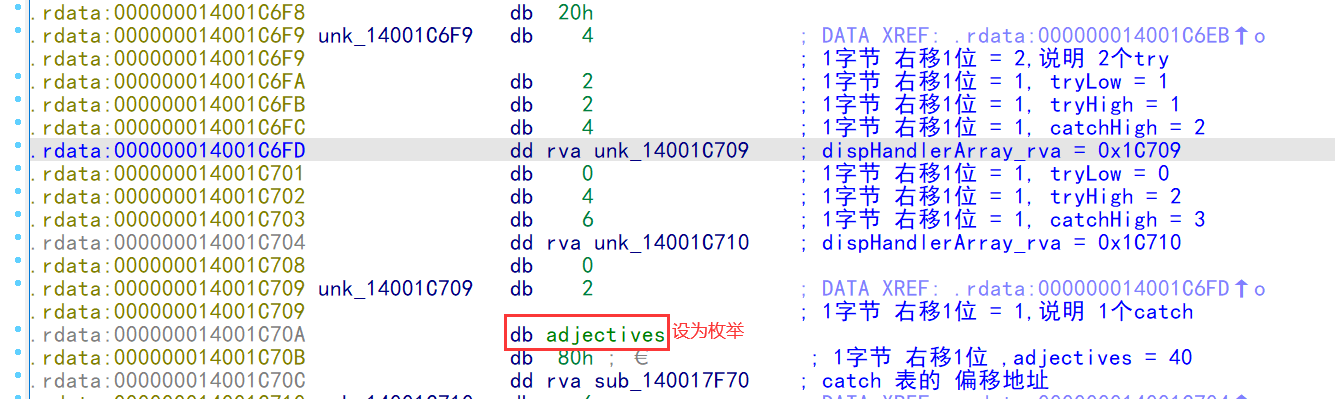 .rdata:000000014001C6F8 db 20h
.rdata:000000014001C6F9 unk_14001C6F9 db 4 ; DATA XREF: .rdata:000000014001C6EB↑o
.rdata:000000014001C6F9 ; 1字节 右移1位 = 2,说明 2个try
.rdata:000000014001C6FA db 2 ; 1字节 右移1位 = 1, tryLow = 1
.rdata:000000014001C6FB db 2 ; 1字节 右移1位 = 1, tryHigh = 1
.rdata:000000014001C6FC db 4 ; 1字节 右移1位 = 1, catchHigh = 2
.rdata:000000014001C6FD dd rva unk_14001C709 ; dispHandlerArray_rva = 0x1C709
.rdata:000000014001C701 db 0 ; 1字节 右移1位 = 1, tryLow = 0
.rdata:000000014001C702 db 4 ; 1字节 右移1位 = 1, tryHigh = 2
.rdata:000000014001C703 db 6 ; 1字节 右移1位 = 1, catchHigh = 3
.rdata:000000014001C704 dd rva unk_14001C710 ; dispHandlerArray_rva = 0x1C710
.rdata:000000014001C708 db 0
.rdata:000000014001C709 unk_14001C709 db 2 ; DATA XREF: .rdata:000000014001C6FD↑o
.rdata:000000014001C709 ; 1字节 右移1位 = 1,说明 1个catch
.rdata:000000014001C70A db adjectives 设为枚举
.rdata:000000014001C70B db 80h ; € ; 1字节 右移1位 ,adjectives = 40
.rdata:000000014001C70C dd rva sub_140017F70 ; catch 表的 偏移地址